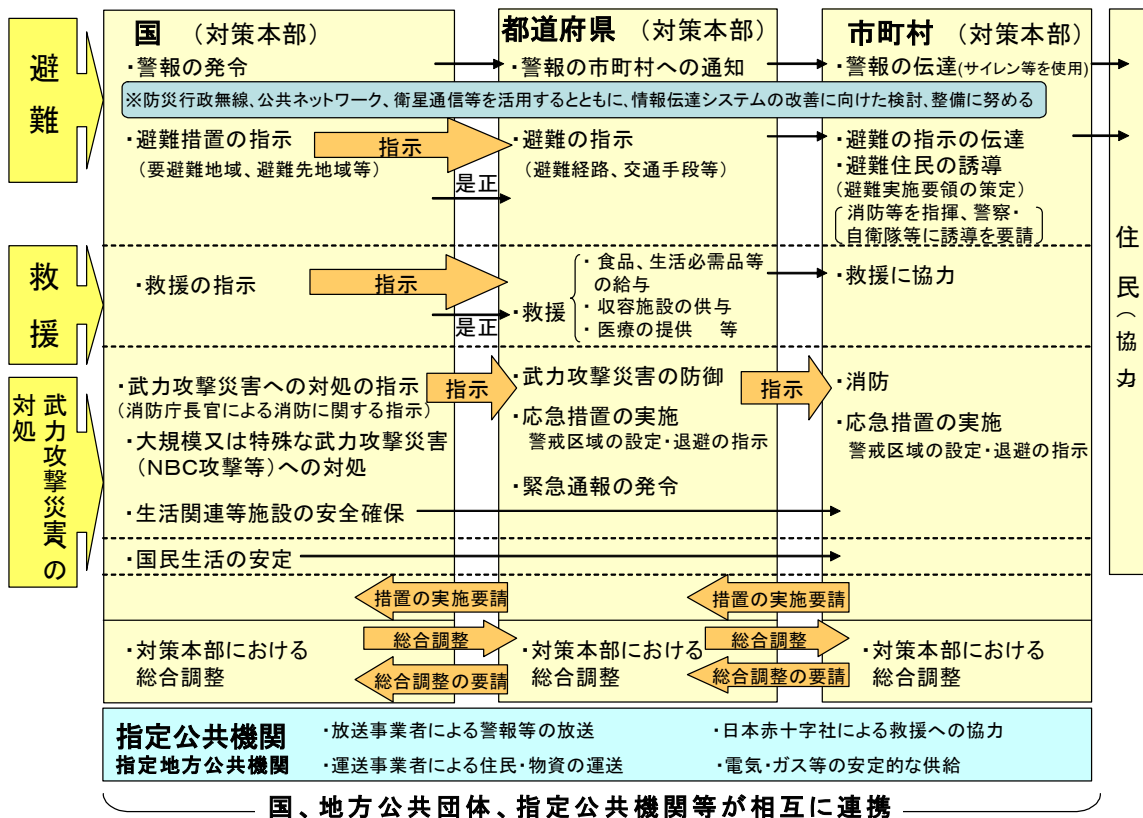 避難
国（対策本部）
都道府県（対策本部）
市町村（対策本部）
・警報の発令
・警報の市町村への通知
・警報の伝達(サイレン等を使用)
※防災行政無線、公共ネットワーク、衛星通信等を活用するとともに、情報伝達システムの改善に向けた検討、整備に努める
・避難措置の指示
（要避難地域、避難先地域等）
指示
是正
・避難の指示
（避難経路、交通手段等）
・避難の指示の伝達
・避難住民の誘導
（避難実施要領の策定）
消防等を指揮、警察・
自衛隊等に誘導を要請
救援
・救援の指示
指示
是正
・救援
・食品、生活必需品等
の給与
・収容施設の供与
・医療の提供　等
・救援に協力
武力攻撃災害の
対処
・武力攻撃災害への対処の指示
（消防庁長官による消防に関する指示）
・大規模又は特殊な武力攻撃災害
（ＮＢＣ攻撃等）への対処
・生活関連等施設の安全確保
指示
・武力攻撃災害の防御
・応急措置の実施
警戒区域の設定・退避の指示
・緊急通報の発令
指示
・消防
・応急措置の実施
警戒区域の設定・退避の指示
・国民生活の安定
措置の実施要請
措置の実施要請
・対策本部における
総合調整
総合調整
総合調整の要請
・対策本部における
総合調整
総合調整
総合調整の要請
・対策本部における
総合調整
住民（協力）
指定公共機関
指定地方公共機関
・放送事業者による警報等の放送
・日本赤十字社による救援への協力
・運送事業者による住民・物資の運送
・電気・ガス等の安定的な供給
国、地方公共団体、指定公共機関等が相互に連携